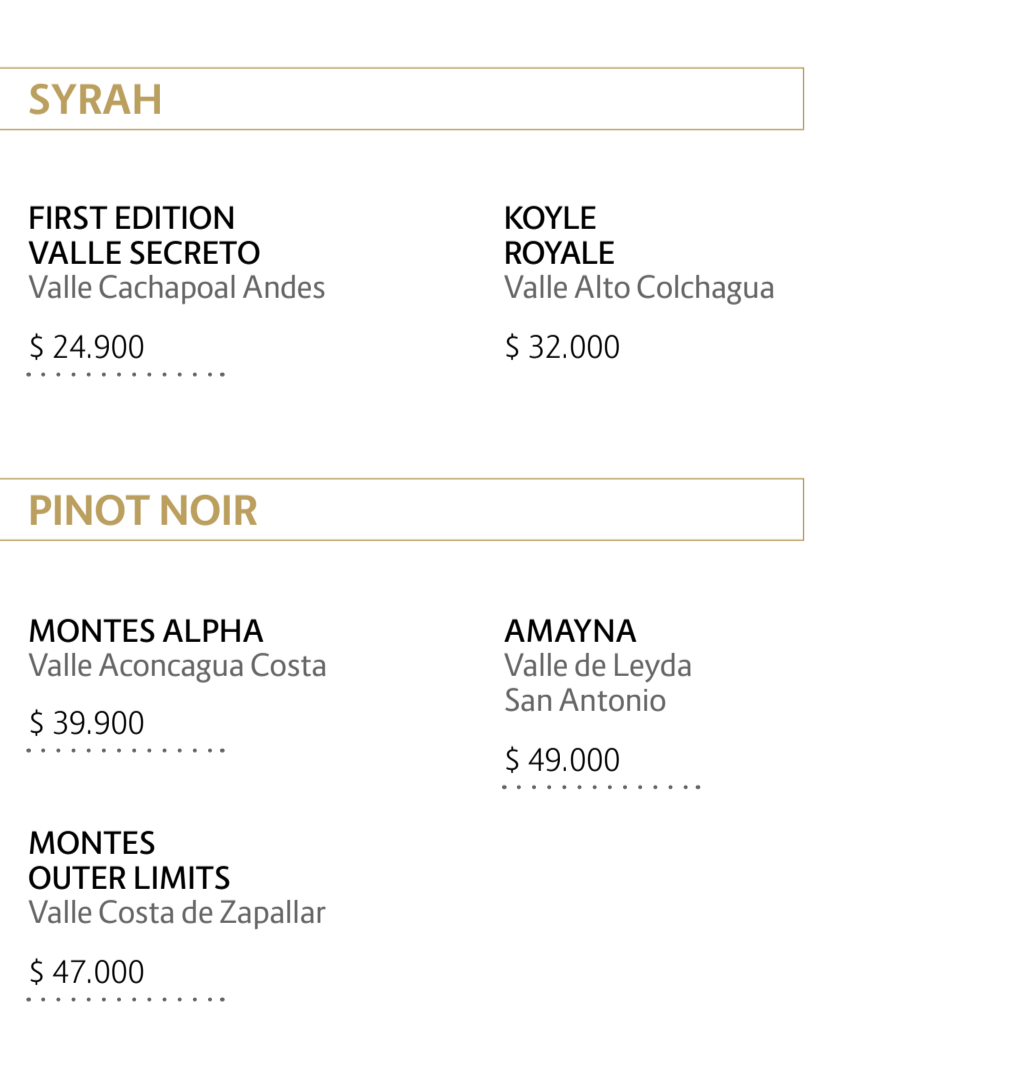 SYRAH
FIRST EDITION
VALLE SECRETO
Valle Cachapoal Andes
$ 24.900
KOYLE
ROYALE
Valle Alto Colchagua
$ 32.000
PINOT NOIR
MONTES ALPHA
Valle Aconcagua Costa
$ 39.900
AMAYNA
Valle de Leyda
San Antonio
$ 49.000
MONTES
OUTER LIMITS
Valle Costa de Zapallar
$ 47.000